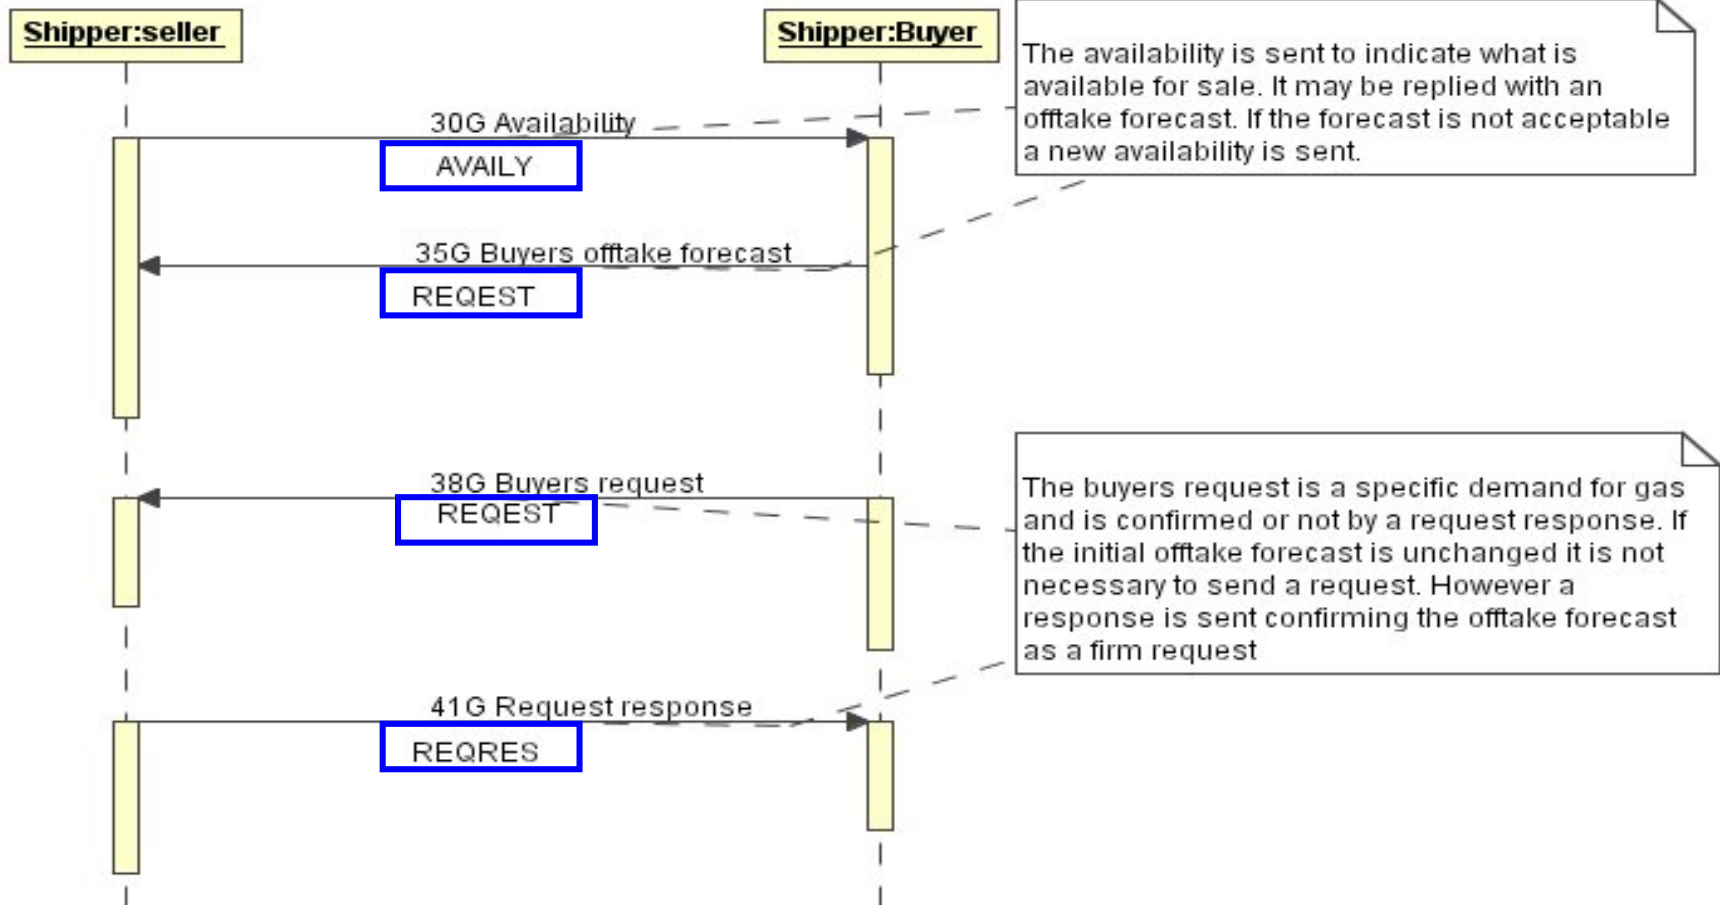 Shipper:seller
Shipper:Buyer
The availability is sent to indicate what is
available for sale. It may be replied with an
offtake forecast. If the forecast is not acceptable
a new availability is sent.
30G Availability
AVAILY
35G Buyers offtake forecast
REQEST
38G Buyers request
REQEST
The buyers request is a specific demand for gas
and is confirmed or not by a request response. If
the initial offtake forecast is unchanged it is not
necessary to send a request. However a
response is sent confirming the offtake forecast
as a firm request
41G Request response
REQRES